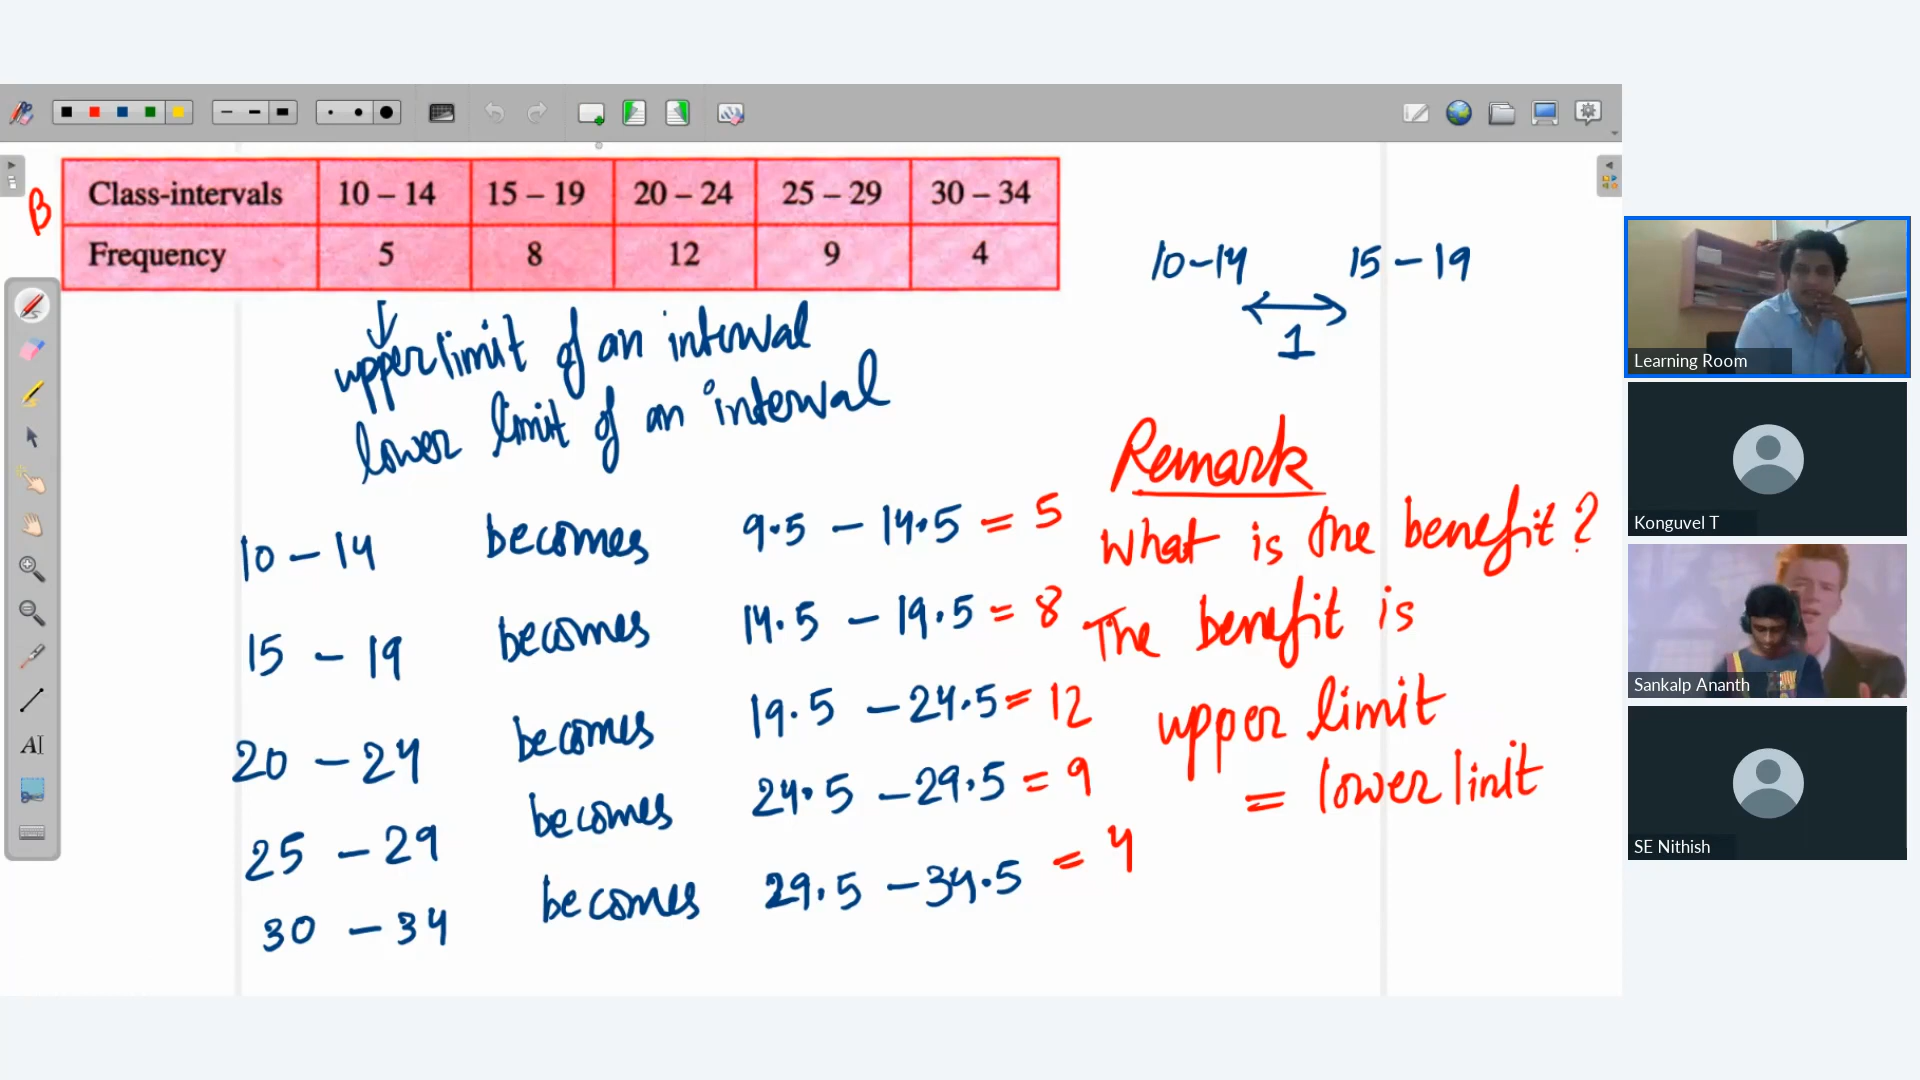 B
Class-intervals 10 – 14 15 – 19 20 – 24 25 – 29 30 – 34
Frequency 5 8 12 9 4
10-14 15 - 19
1
upper limit of an interval
lower limit of an interval
10 - 14 becomes 9.5 - 14.5 = 5
15 - 19 becomes 14.5 - 19.5 = 8
20 - 24 becomes 19.5 - 24.5 = 12
25 - 29 becomes 24.5 - 29.5 = 9
30 - 34 becomes 29.5 - 34.5 = 4
Remark
What is the benefit?
The benefit is
upper limit
= lower limit
AI
Learning Room
Konguvel T
Sankalp Ananth
SE Nithish